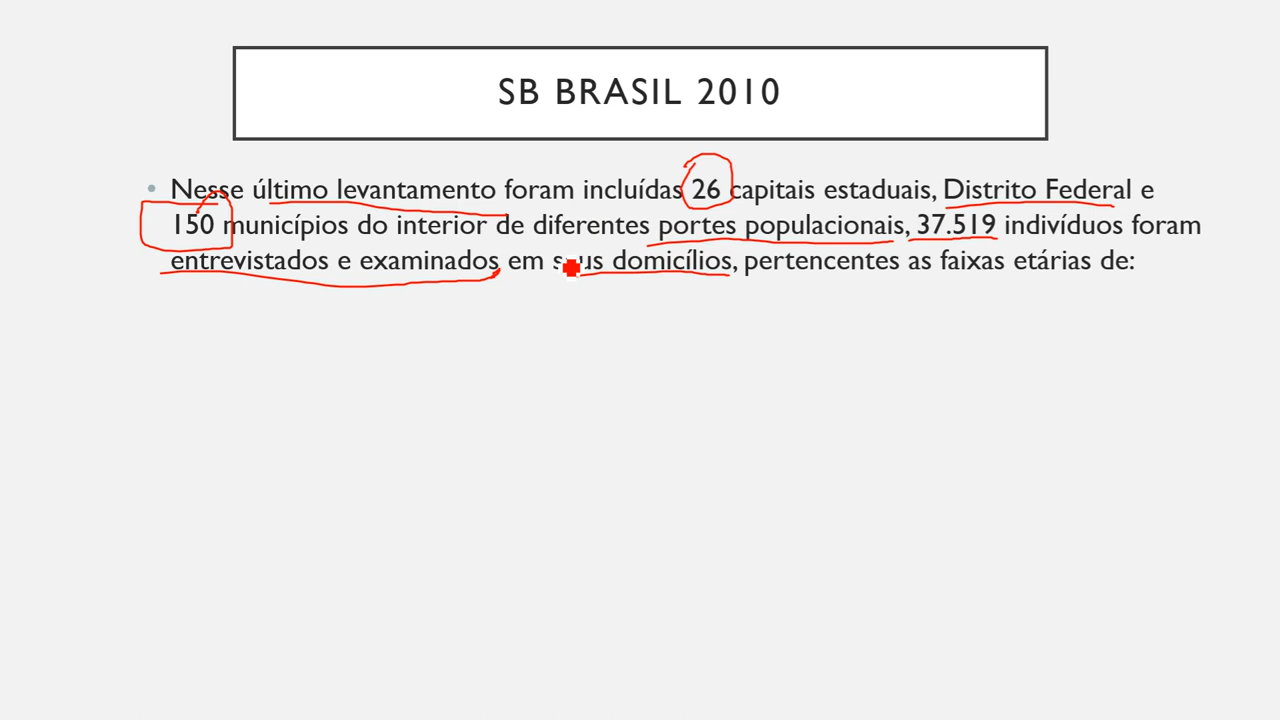 SB BRASIL 2010
Nesse último levantamento foram incluídas 26 capitais estaduais, Distrito Federal e
150 municípios do interior de diferentes portes populacionais, 37.519 indivíduos foram
entrevistados e examinados em seus domicílios, pertencentes as faixas etárias de: